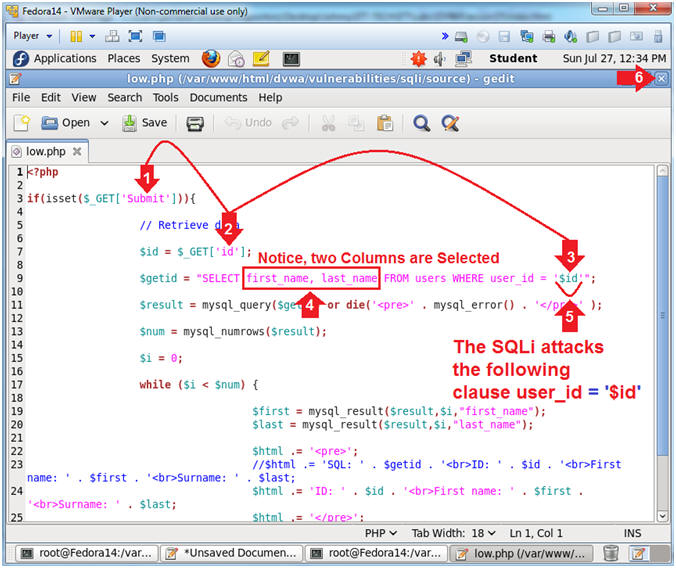 Fedora14 - VMware Player (Non-commercial use only)
Player
Applications Places System
Student Sun Jul 27, 12:34 PM
low.php (/var/www/html/dvwa/vulnerabilities/sqli/source) - gedit
6
File Edit View Search Tools Documents Help
Open Save Undo
low.php
1 <?php
2
3 if(isset($_GET['Submit'])){
1
4
5 // Retrieve
2
6
7 $id = $_GET['id'];
3
8 Notice, two Columns are Selected
9 $getid = "SELECT first_name, last_name FROM users WHERE user_id = '$id'";
10
4
5
11 $result = mysql_query( or die('<pre>' . mysql_error() . ' );
12
13 $num = mysql_numrows($result);
14
15 $i = 0;
16
17 while ($i < $num) {
The SQLi attacks
the following
clause user_id = '$id'
18
19 $first = mysql_result($result,$i,"first_name");
20 $last = mysql_result($result,$i,"last_name");
21
22 $html .= '<pre>';
23 //$html .= 'SQL: ' . $getid . '<br>ID: ' . $id . '<br>First
name: ' . $first . '<br>Surname: ' . $last;
24 $html .= 'ID: ' . $id . '<br>First name: ' . $first .
'<br>Surname: ' . $last;
25 $html .= '</pre>';
PHP Tab Width: 18 Ln 1, Col 1 INS
root@Fedora14:/var... *Unsaved Documen... root@Fedora14:/var... low.php (/var/www/...